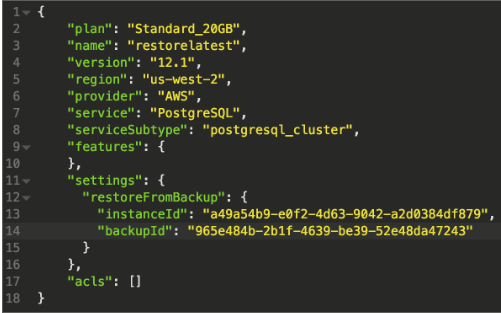 1 {
2 "plan": "Standard_20GB",
3 "name": "restorelatest",
4 "version": "12.1",
5 "region": "us-west-2",
6 "provider": "AWS",
7 "service": "PostgreSQL",
8 "serviceSubtype": "postgresql_cluster",
9 "features": {
10 },
11 "settings": {
12 "restoreFromBackup": {
13 "instanceId": "a49a54b9-e0f2-4d63-9042-a2d0384df879",
14 "backupId": "965e484b-2b1f-4639-be39-52e48da47243"
15 }
16 },
17 "acls": []
18 }